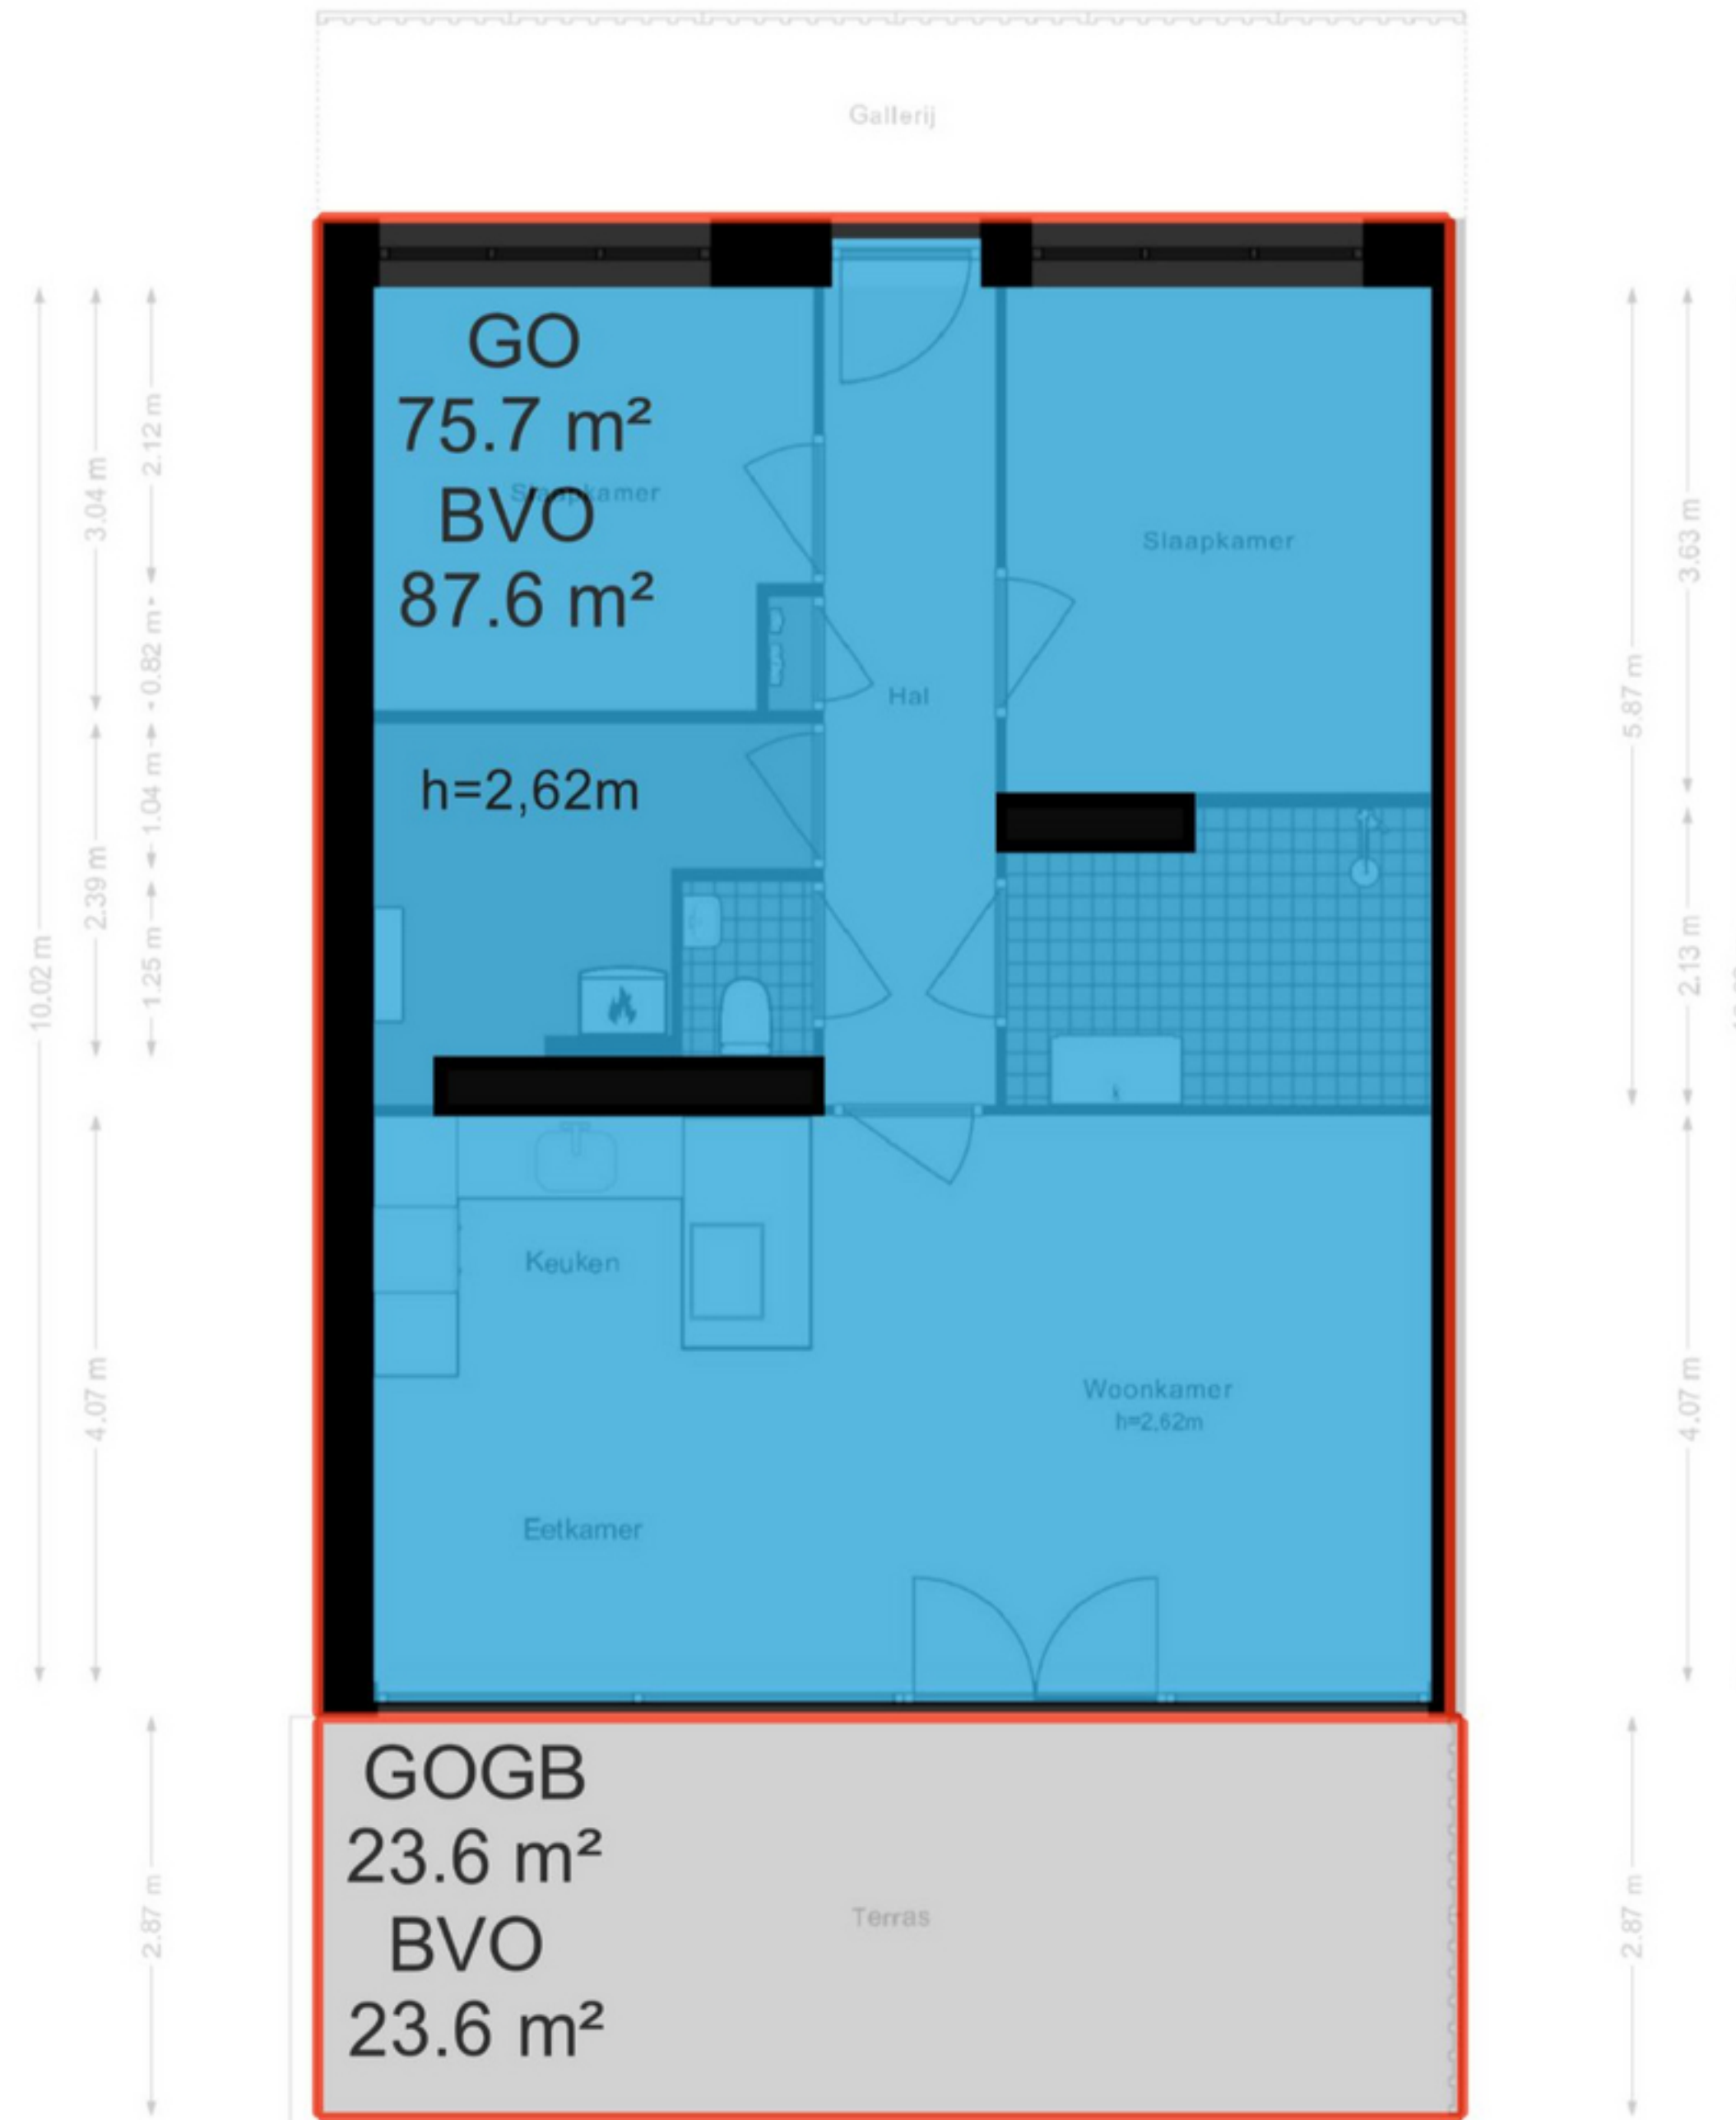 Gallerij
GO
75.7 m²
Slaapkamer
BVO
87.6 m²
Slaapkamer
Hal
h=2,62m
Keuken
Woonkamer
h=2,62m
Eetkamer
GOGB
23.6 m²
BVO
23.6 m²
Terras
10.02 m
3.04 m
2.39 m
4.07 m
2.12 m
0.82 m
1.04 m
1.25 m
2.87 m
5.87 m
3.63 m
2.13 m
4.07 m
2.87 m